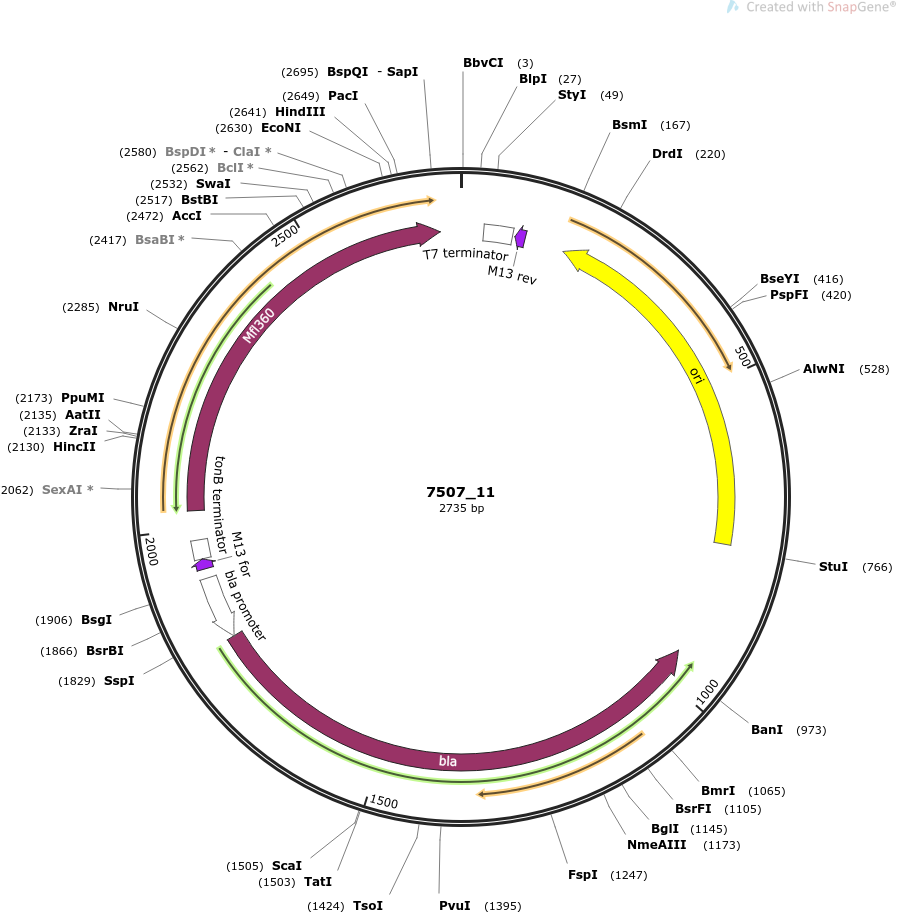 Created with SnapGene®
(2695) BspQI - SapI
(2649) PacI
(2641) HindIII
(2630) EcoNI
(2580) BspDI * - ClaI *
(2562) BclI *
(2532) SwaI
(2517) BstBI
(2472) AccI
(2417) BsaBI *
(2285) NruI
(2173) PpuMI
(2135) AatII
(2133) ZraI
(2130) HincII
2062) SexAI *
(1906) BsgI
(1866) BsrBI
(1829) SspI
(1505) ScaI
(1503) TatI
(1424) TsoI
BbvCI (3)
BlpI (27)
StyI (49)
BsmI (167)
DrdI (220)
BseYI (416)
PspFI (420)
AlwNI (528)
StuI (766)
BanI (973)
BmrI (1065)
BsrFI (1105)
BglI (1145)
NmeAIII (1173)
FspI (1247)
PvuI (1395)
500
1000
1500
2000
2500
T7 terminator
M13 rev
ori
Mfl360
tonB terminator
M13 for
bla promoter
bla
7507_11
2735 bp